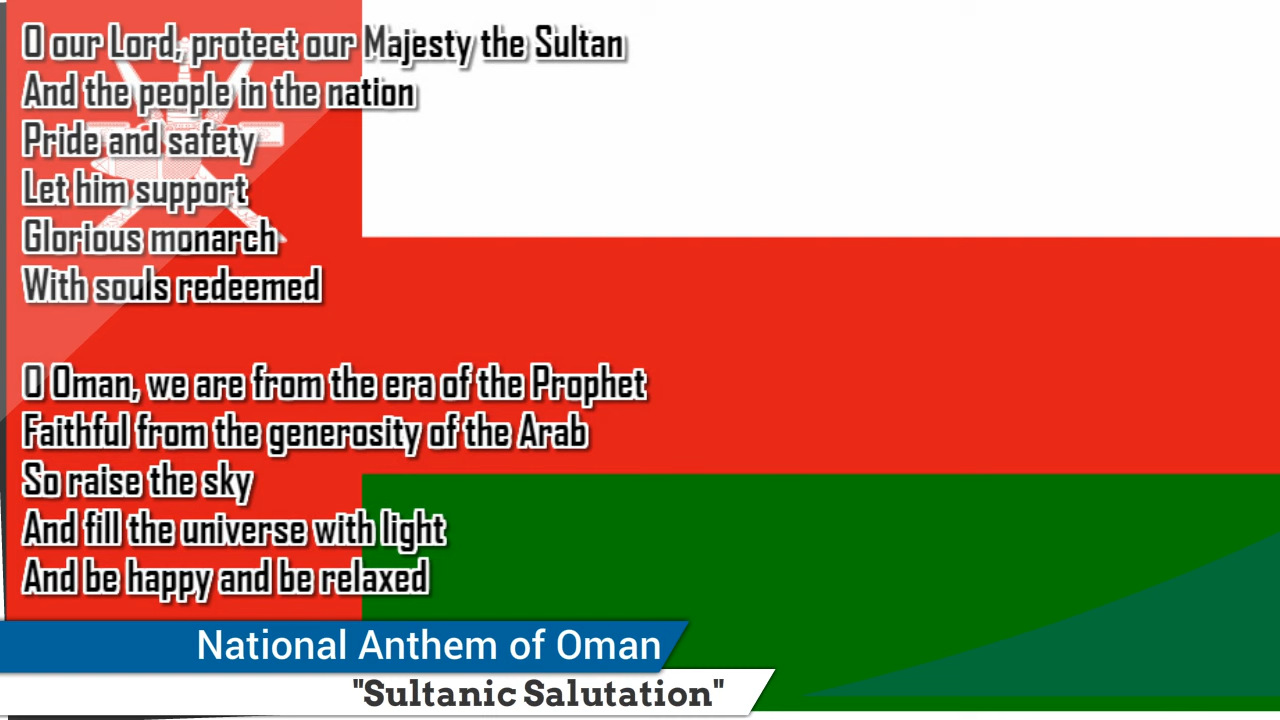 O our Lord, protect our Majesty the Sultan
And the people in the nation
Pride and safety
Let him support
Glorious monarch
With souls redeemed
O Oman, we are from the era of the Prophet
Faithful from the generosity of the Arab
So raise the sky
And fill the universe with light
And be happy and be relaxed
National Anthem of Oman
"Sultanic Salutation"